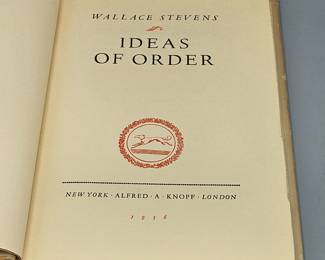 WALLACE STEVENS
IDEAS
OF ORDER
NEW YORK · ALFRED · A · KNOPF · LONDON
1936